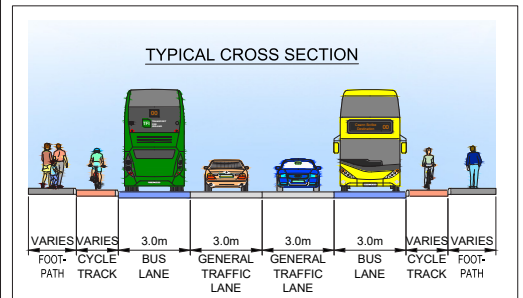 TYPICAL CROSS SECTION
VARIES VARIES 3.0m 3.0m 3.0m 3.0m VARIES VARIES
FOOT- CYCLE BUS GENERAL GENERAL BUS CYCLE FOOT-
PATH TRACK LANE TRAFFIC TRAFFIC LANE TRACK PATH
LANE LANE